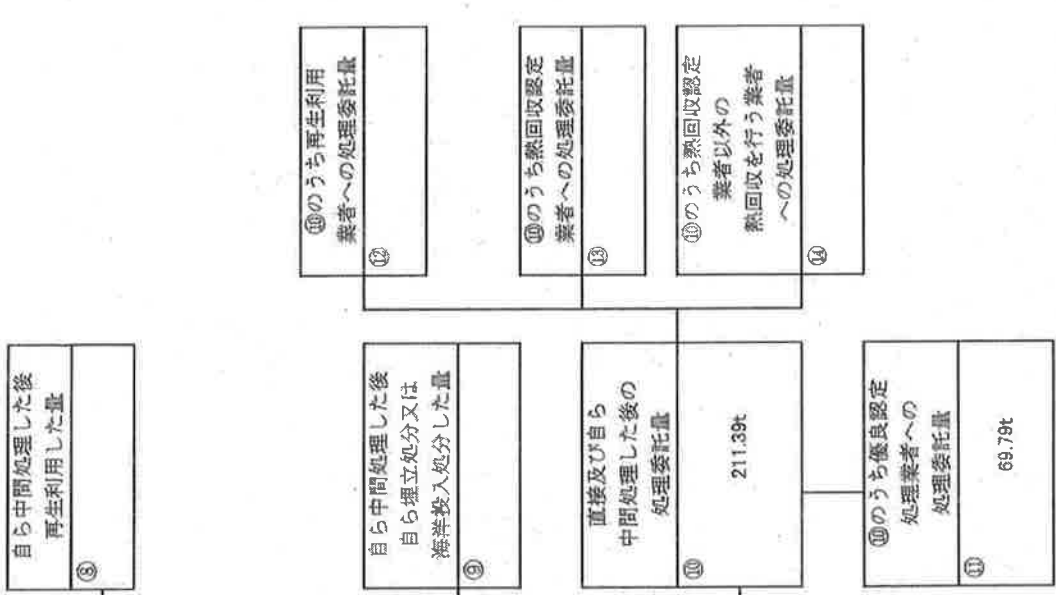 自ら中間処理した後
再生利用した量
⑧
自ら中間処理した後
自ら埋立処分又は
海洋投入処分した量
⑨
直接及び自ら
中間処理した後の
処理委託量
⑩
211.39t
⑩のうち優良認定
処理業者への
処理委託量
⑪
69.79t
⑩のうち再生利用
業者への処理委託量
⑫
⑩のうち熱回収認定
業者への処理委託量
⑬
⑩のうち熱回収認定
業者以外の
熱回収を行う業者
への処理委託量
⑭